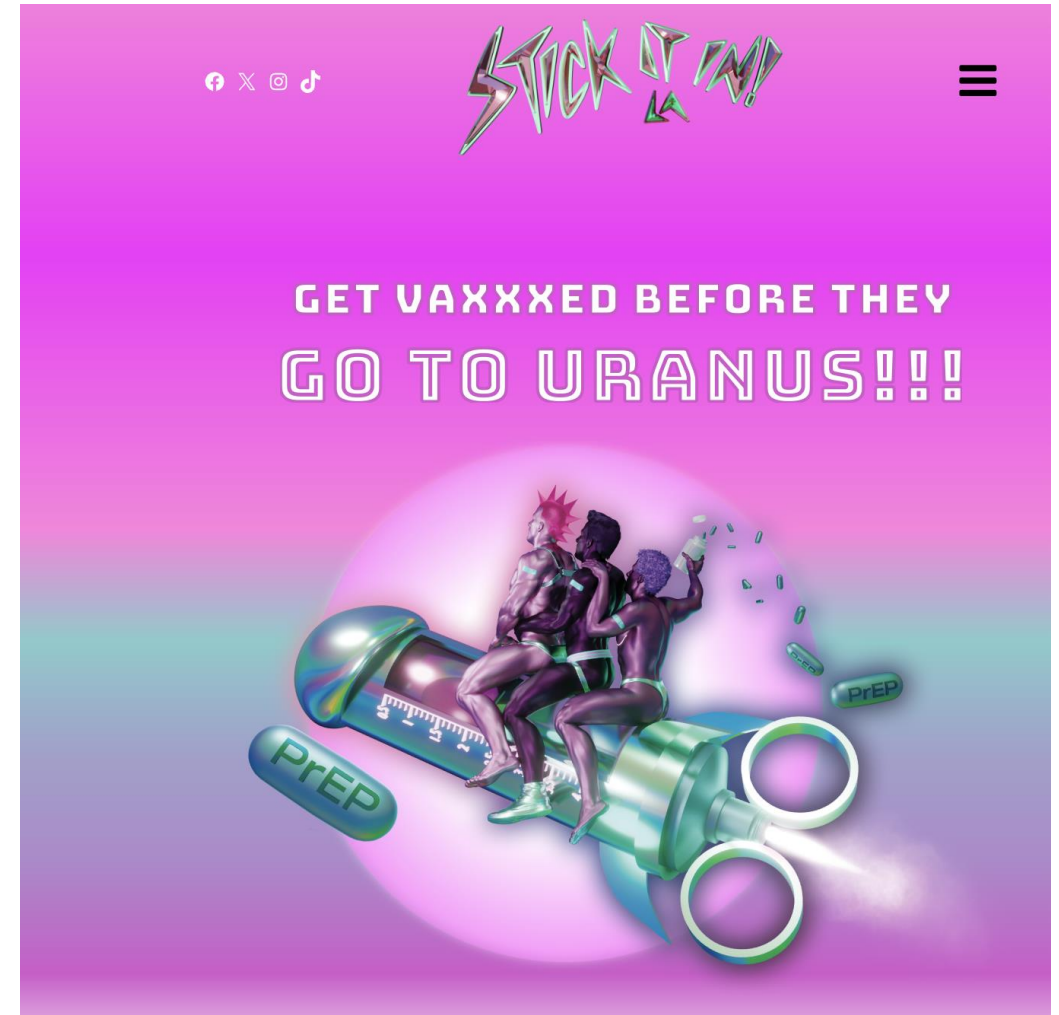 STICK IT IN!
LA
GET VAXXXED BEFORE THEY
GO TO URANUS!!!
PrEP
PrEP
PrEP